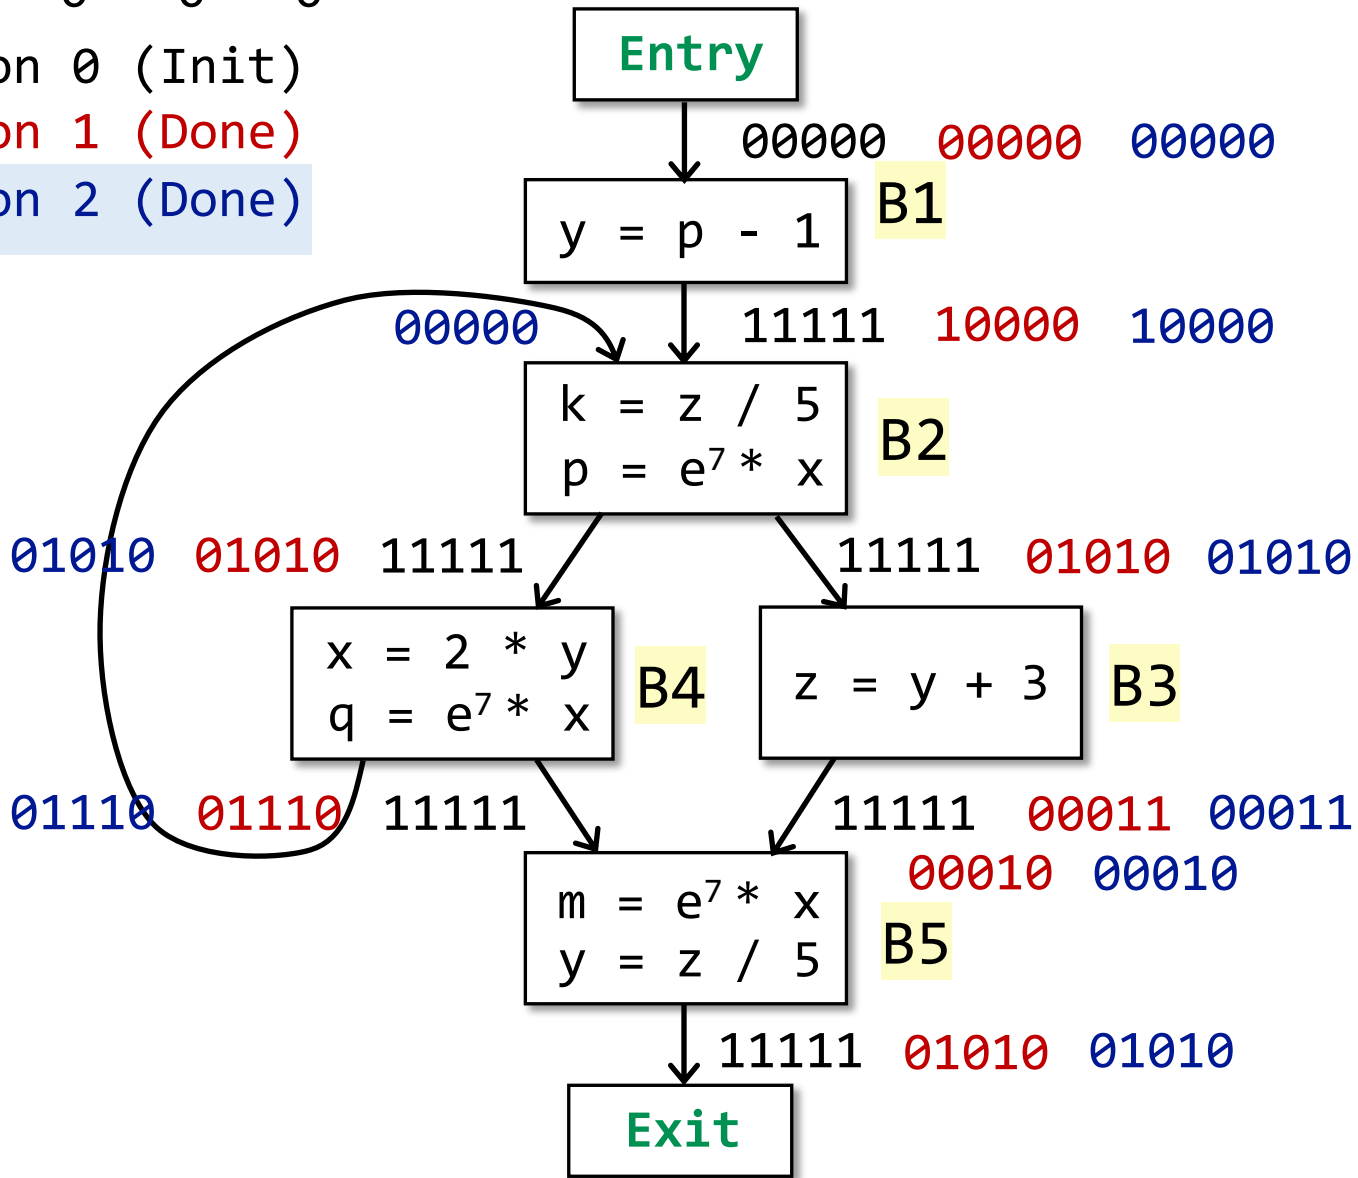 on 0 (Init)
on 1 (Done)
on 2 (Done)
Entry
00000 00000 00000
B1
y = p - 1
00000
11111 10000 10000
k = z / 5
p = e⁷ * x
B2
01010 01010 11111
11111 01010 01010
x = 2 * y
q = e⁷ * x
B4
z = y + 3
B3
01110 01110 11111
11111 00011 00011
00010 00010
m = e⁷ * x
y = z / 5
B5
11111 01010 01010
Exit